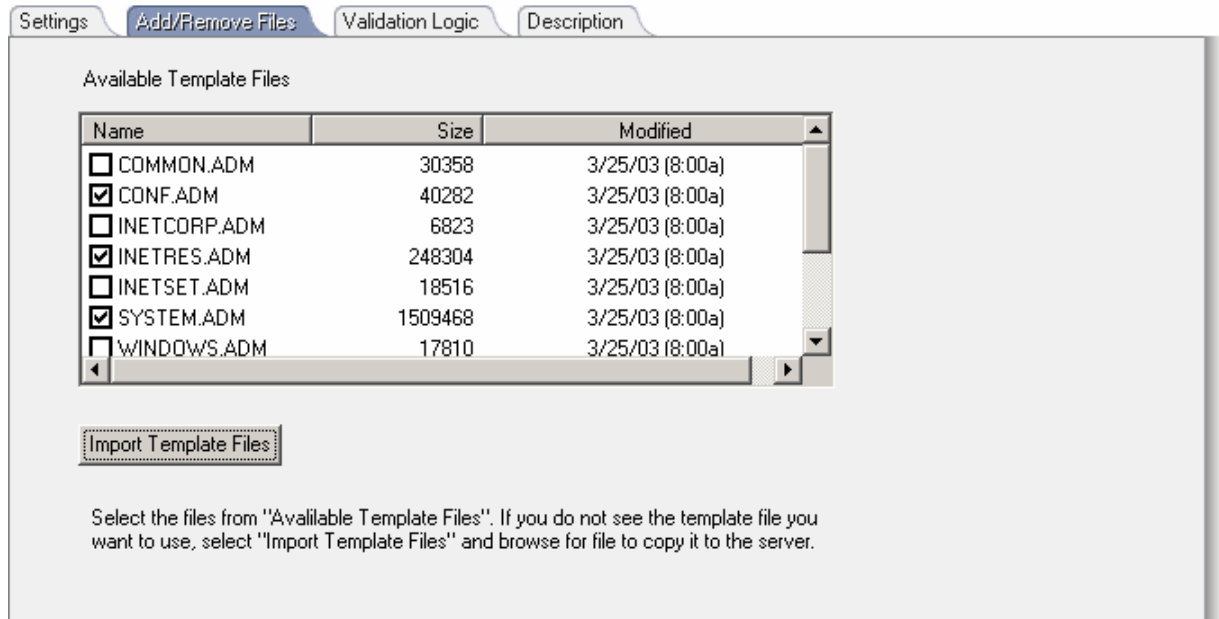 Settings Add/Remove Files Validation Logic Description
Available Template Files
Name Size Modified
COMMON.ADM 30358 3/25/03 (8:00a)
CONF.ADM 40282 3/25/03 (8:00a)
INETCORP.ADM 6823 3/25/03 (8:00a)
INETRES.ADM 248304 3/25/03 (8:00a)
INETSET.ADM 18516 3/25/03 (8:00a)
SYSTEM.ADM 1509468 3/25/03 (8:00a)
WINDOWS.ADM 17810 3/25/03 (8:00a)
Import Template Files
Select the files from "Avalilable Template Files". If you do not see the template file you
want to use, select "Import Template Files" and browse for file to copy it to the server.